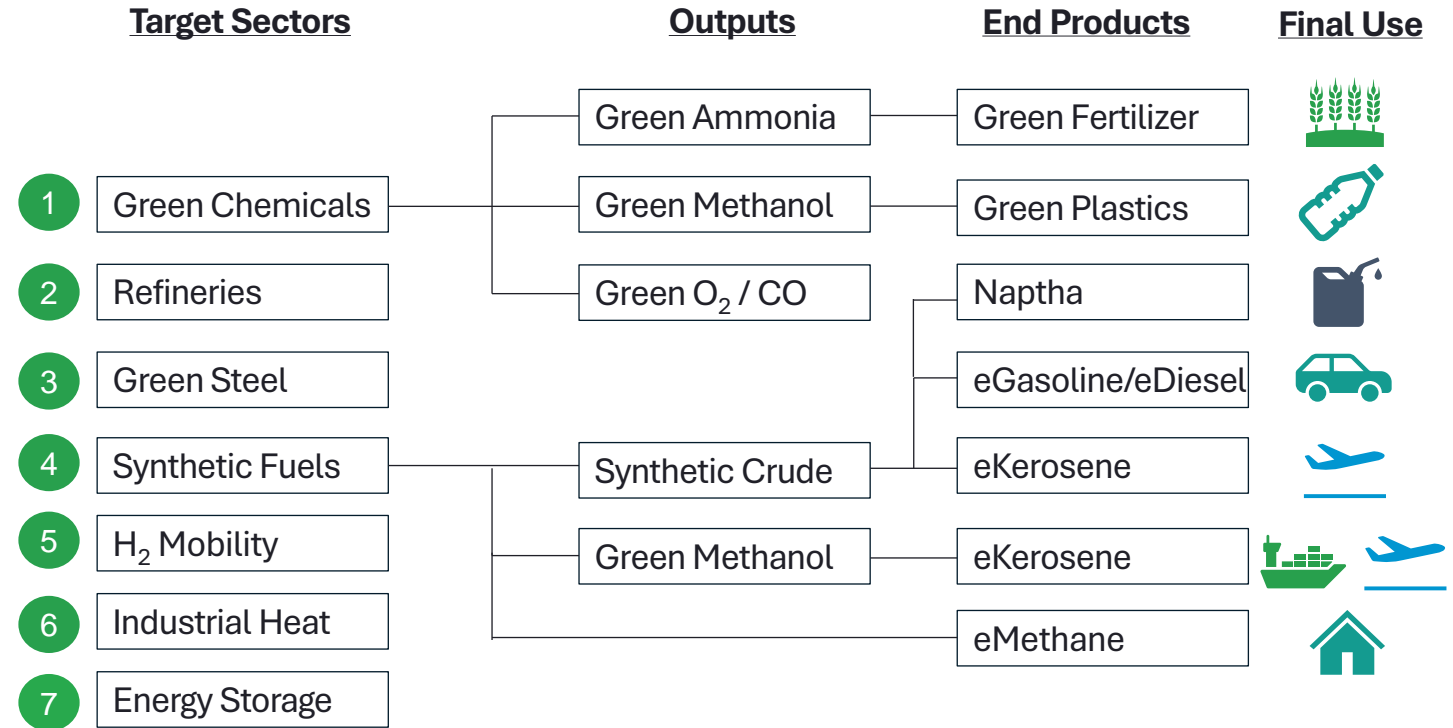 Target Sectors Outputs End Products Final Use
Green Ammonia Green Fertilizer
1 Green Chemicals Green Methanol Green Plastics
2 Refineries Green O₂ / CO Naptha
3 Green Steel eGasoline/eDiesel
4 Synthetic Fuels Synthetic Crude eKerosene
5 H₂ Mobility Green Methanol eKerosene
6 Industrial Heat eMethane
7 Energy Storage